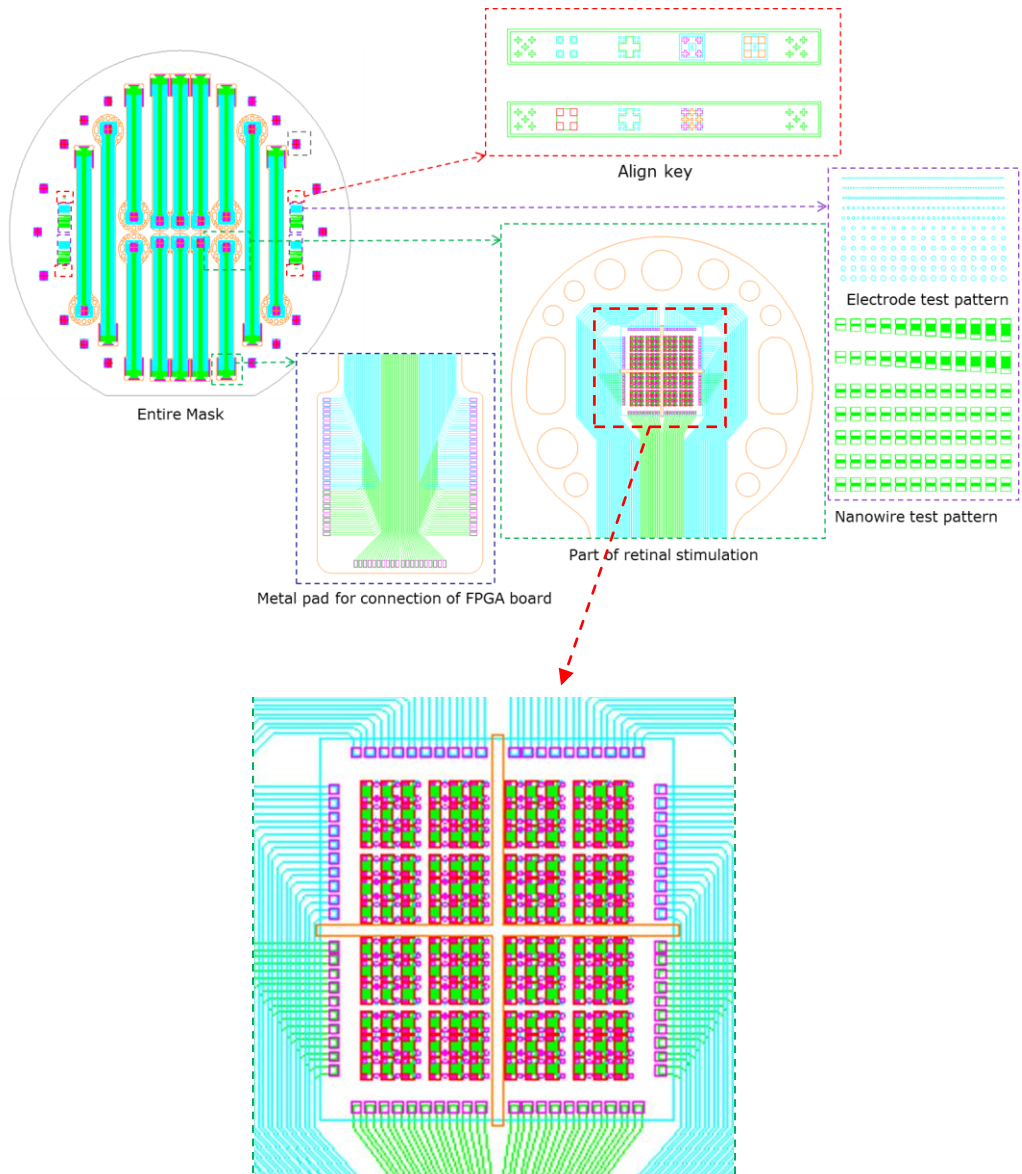 Align key
Electrode test pattern
Entire Mask
Nanowire test pattern
Part of retinal stimulation
Metal pad for connection of FPGA board